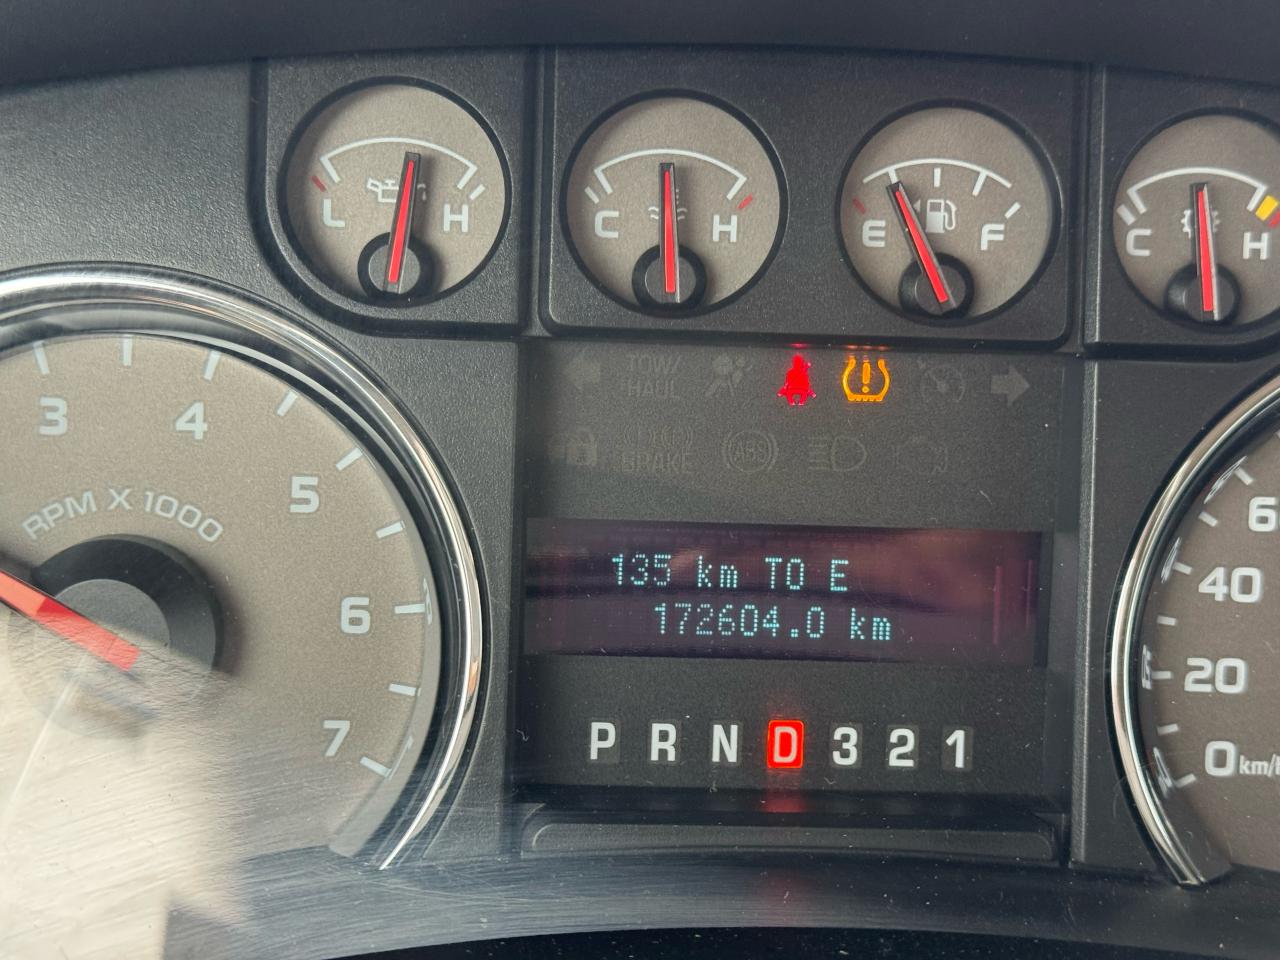 L H
C H
E F
C H
TOW/
HAUL
BRAKE
ABS
3
4
5
6
7
RPM X 1000
135 km TO E
172604.0 km
P R N D 3 2 1
6
40
20
0 km/h